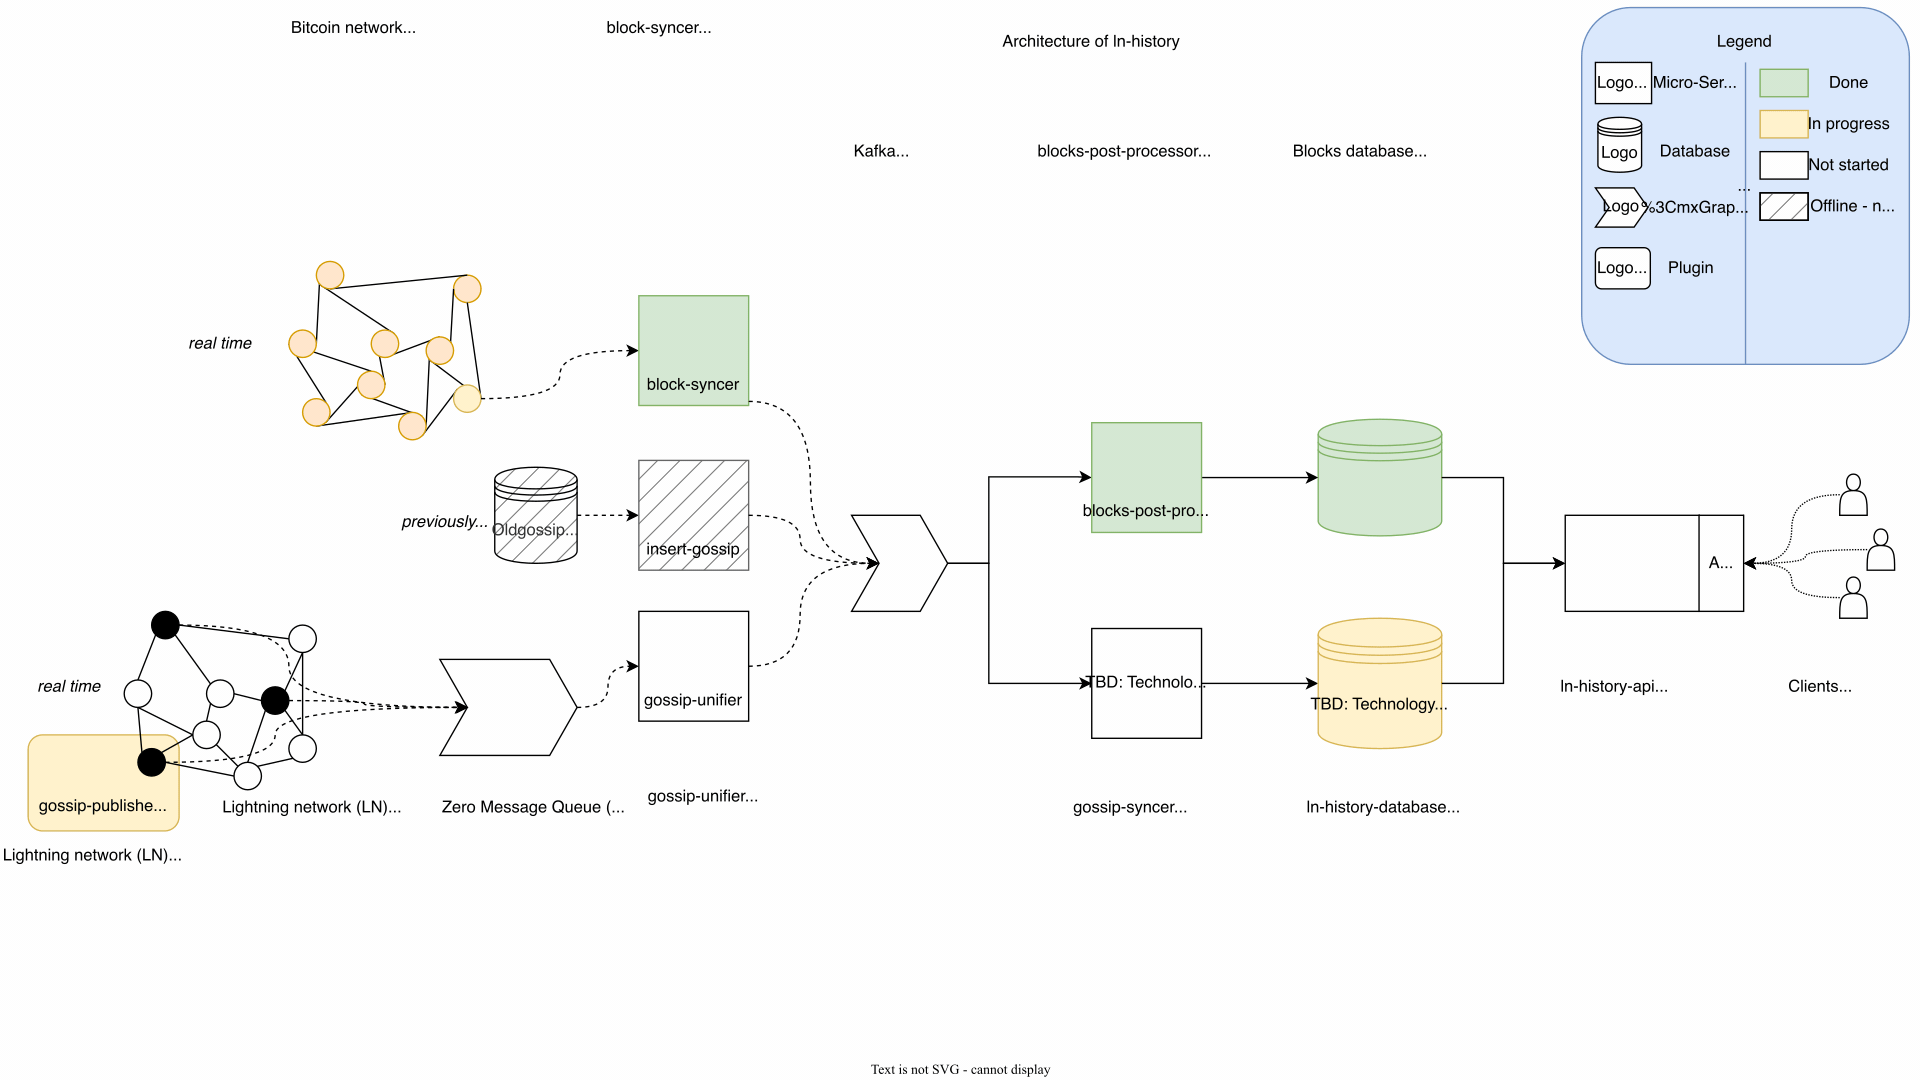 Bitcoin network...
block-syncer...
Architecture of ln-history
Legend
Logo...
Micro-Ser...
Done
In progress
Logo
Database
Not started
...
Logo
%3CmxGrap...
Offline - n...
Logo...
Plugin
Kafka...
blocks-post-processor...
Blocks database...
real time
block-syncer
previously...
Oldgossip...
insert-gossip
blocks-post-pro...
A...
real time
gossip-unifier
TBD: Technolo...
TBD: Technology...
ln-history-api...
Clients...
gossip-publishe...
Lightning network (LN)...
Zero Message Queue (...
gossip-unifier...
gossip-syncer...
ln-history-database...
Lightning network (LN)...
Text is not SVG - cannot display